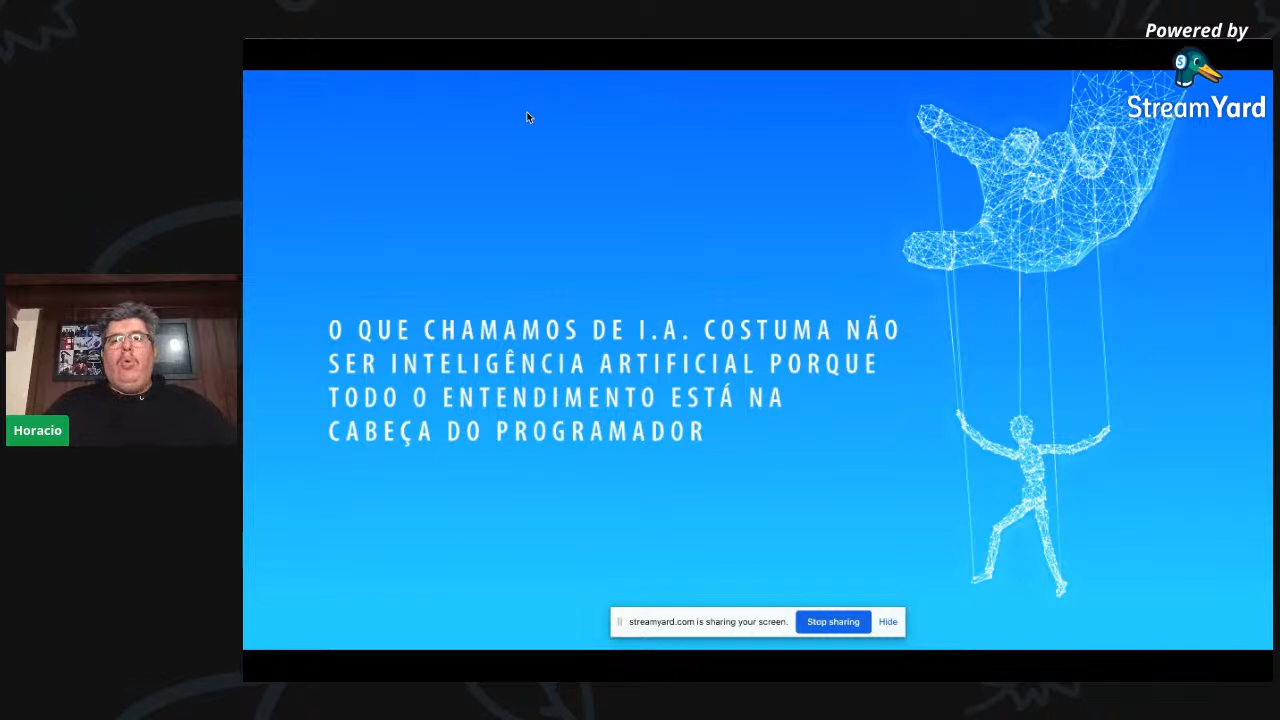 Powered by
StreamYard
O QUE CHAMAMOS DE I.A. COSTUMA NÃO
SER INTELIGÊNCIA ARTIFICIAL PORQUE
TODO O ENTENDIMENTO ESTÁ NA
CABEÇA DO PROGRAMADOR
Horacio
streamyard.com is sharing your screen. Stop sharing Hide